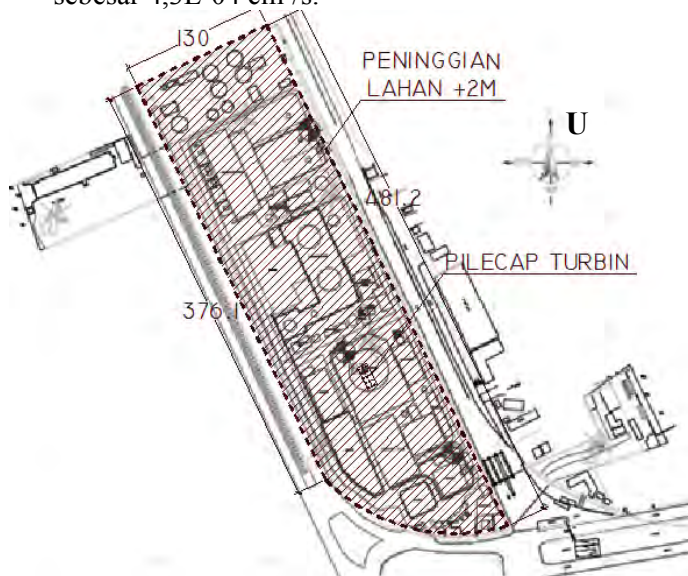 130
PENINGGIAN
LAHAN +2M
U
481.2
PILECAP TURBIN
376.1